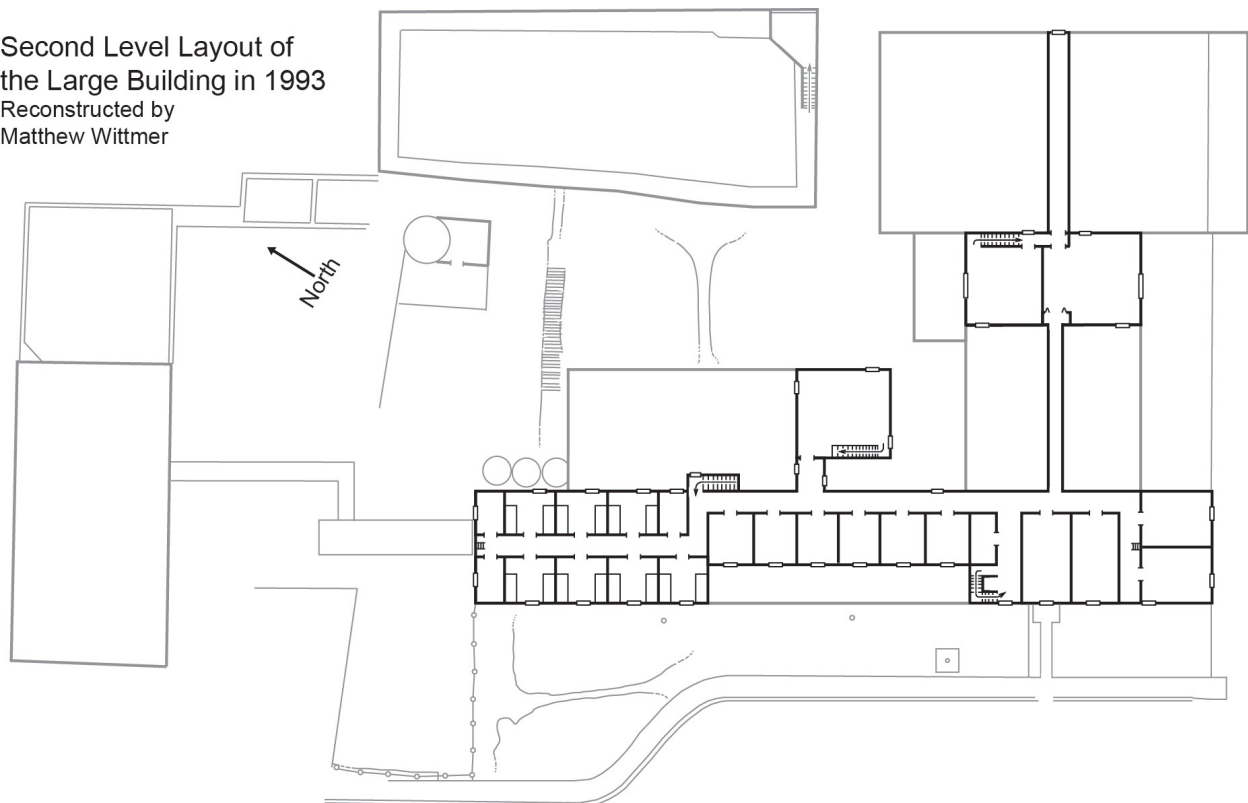 Second Level Layout of
the Large Building in 1993
Reconstructed by
Matthew Wittmer
North